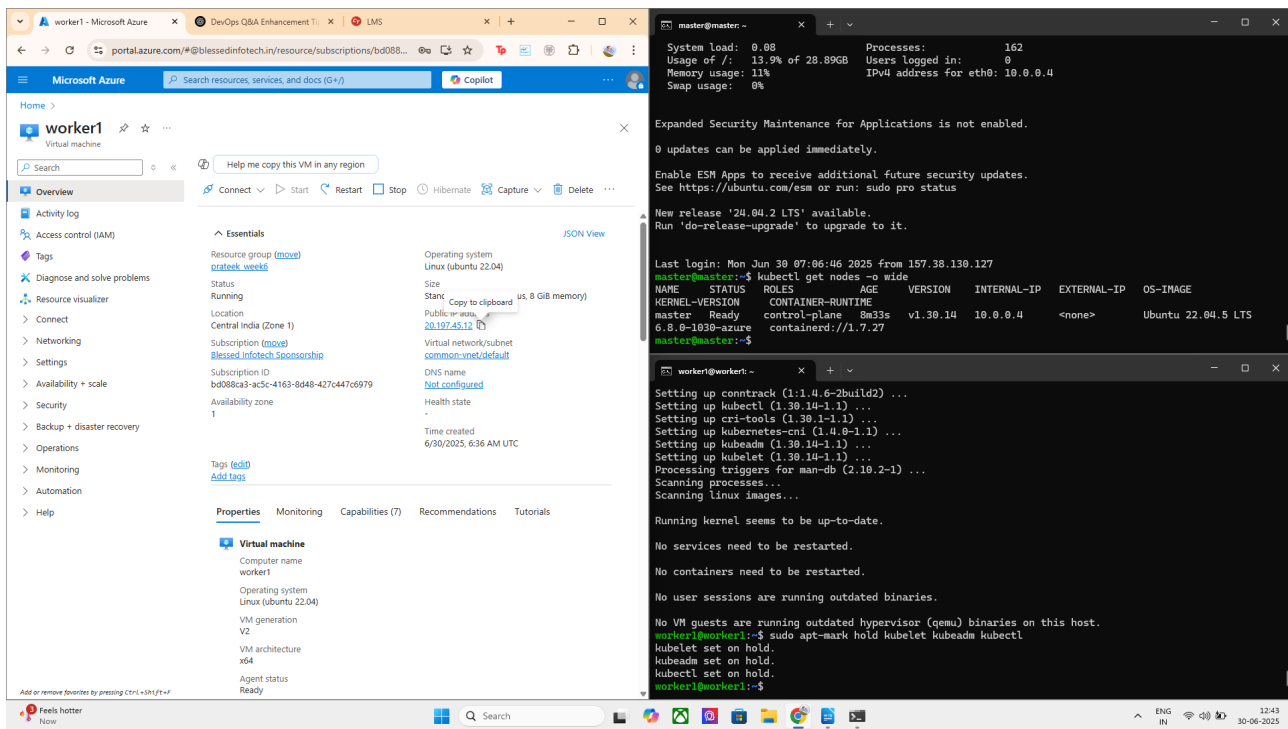 worker1 - Microsoft Azure
DevOps Q&A Enhancement Ti
LMS
portal.azure.com/#@blessedinfotech.in/resource/subscriptions/bd088...
Microsoft Azure
Search resources, services, and docs (G+/)
Copilot
Home >
worker1
Virtual machine
Search
Overview
Activity log
Access control (IAM)
Tags
Diagnose and solve problems
Resource visualizer
Connect
Networking
Settings
Availability + scale
Security
Backup + disaster recovery
Operations
Monitoring
Automation
Help
Add or remove favorites by pressing Ctrl+Shift+F
Help me copy this VM in any region
Connect Start Restart Stop Hibernate Capture Delete
Essentials
JSON View
Resource group (move)
prateek_week6
Status
Running
Location
Central India (Zone 1)
Subscription (move)
Blessed Infotech Sponsorship
Subscription ID
bd088ca3-ac5c-4163-8d48-427c447c6979
Availability zone
1
Operating system
Linux (ubuntu 22.04)
Size
Stand us, 8 GiB memory)
Copy to clipboard
Public IP address
20.197.45.12
Virtual network/subnet
common-vnet/default
DNS name
Not configured
Health state
-
Time created
6/30/2025, 6:36 AM UTC
Tags (edit)
Add tags
Properties Monitoring Capabilities (7) Recommendations Tutorials
Virtual machine
Computer name
worker1
Operating system
Linux (ubuntu 22.04)
VM generation
V2
VM architecture
x64
Agent status
Ready
master@master: ~
System load: 0.08 Processes: 162
Usage of /: 13.9% of 28.89GB Users logged in: 0
Memory usage: 11% IPv4 address for eth0: 10.0.0.4
Swap usage: 0%
Expanded Security Maintenance for Applications is not enabled.
0 updates can be applied immediately.
Enable ESM Apps to receive additional future security updates.
See https://ubuntu.com/esm or run: sudo pro status
New release '24.04.2 LTS' available.
Run 'do-release-upgrade' to upgrade to it.
Last login: Mon Jun 30 07:06:46 2025 from 157.38.130.127
master@master:~$ kubectl get nodes -o wide
NAME STATUS ROLES AGE VERSION INTERNAL-IP EXTERNAL-IP OS-IMAGE
KERNEL-VERSION CONTAINER-RUNTIME
master Ready control-plane 8m33s v1.30.14 10.0.0.4 <none> Ubuntu 22.04.5 LTS
6.8.0-1030-azure containerd://1.7.27
master@master:~$
worker1@worker1: ~
Setting up conntrack (1:1.4.6-2build2) ...
Setting up kubectl (1.30.14-1.1) ...
Setting up cri-tools (1.30.1-1.1) ...
Setting up kubernetes-cni (1.4.0-1.1) ...
Setting up kubeadm (1.30.14-1.1) ...
Setting up kubelet (1.30.14-1.1) ...
Processing triggers for man-db (2.10.2-1) ...
Scanning processes...
Scanning linux images...
Running kernel seems to be up-to-date.
No services need to be restarted.
No containers need to be restarted.
No user sessions are running outdated binaries.
No VM guests are running outdated hypervisor (qemu) binaries on this host.
worker1@worker1:~$ sudo apt-mark hold kubelet kubeadm kubectl
kubelet set on hold.
kubeadm set on hold.
kubectl set on hold.
worker1@worker1:~$
3
Feels hotter
Now
Search
ENG
IN
12:43
30-06-2025